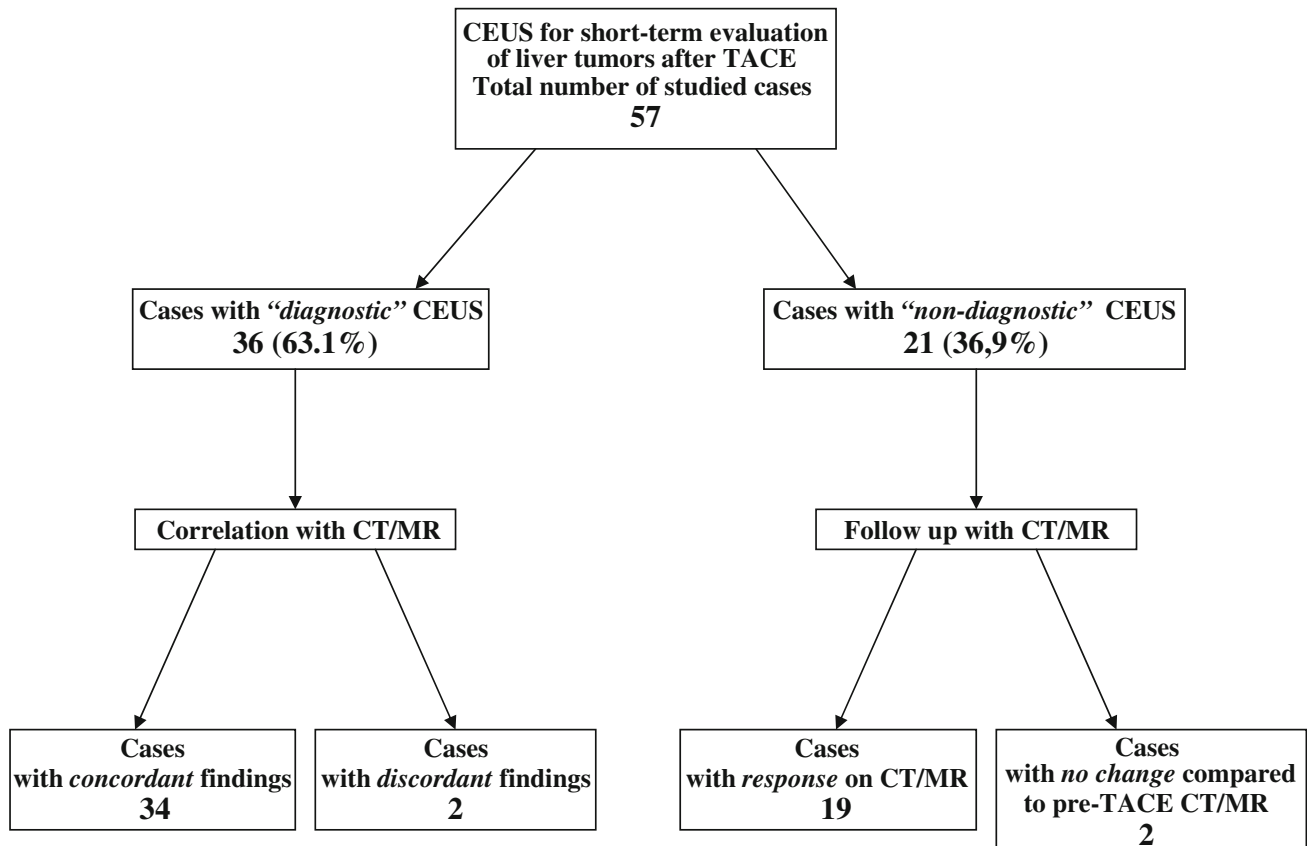 CEUS for short-term evaluation
of liver tumors after TACE
Total number of studied cases
57
Cases with “diagnostic” CEUS
36 (63.1%)
Cases with “non-diagnostic” CEUS
21 (36,9%)
Correlation with CT/MR
Follow up with CT/MR
Cases
with concordant findings
34
Cases
with discordant findings
2
Cases
with response on CT/MR
19
Cases
with no change compared
to pre-TACE CT/MR
2